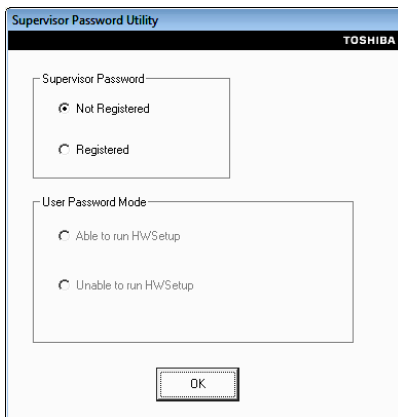 Supervisor Password Utility
TOSHIBA
Supervisor Password
Not Registered
Registered
User Password Mode
Able to run HWSetup
Unable to run HWSetup
OK